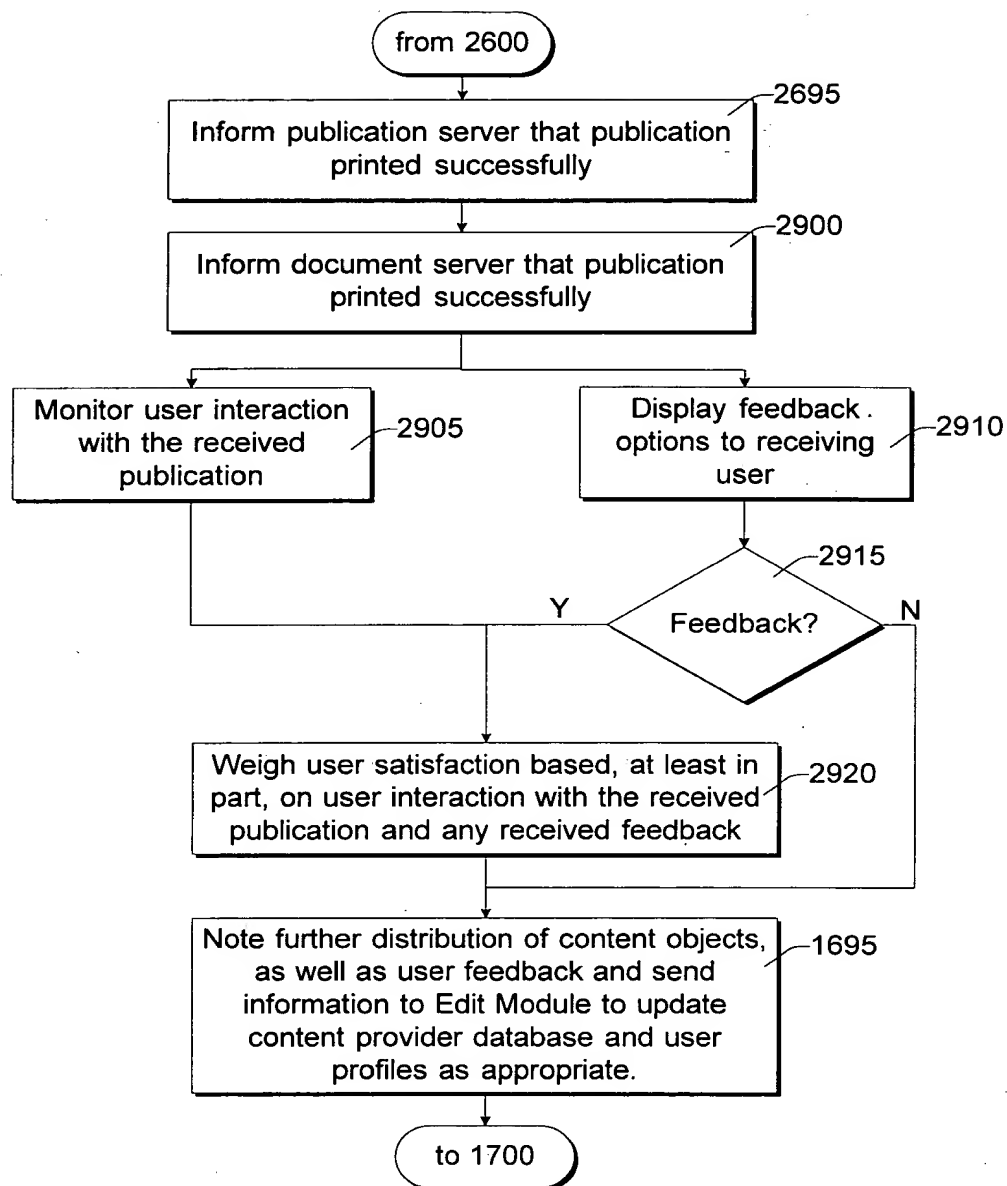 from 2600
2695
Inform publication server that publication
printed successfully
2900
Inform document server that publication
printed successfully
Monitor user interaction
with the received
publication
2905
Display feedback
options to receiving
user
2910
2915
Feedback?
Y
N
Weigh user satisfaction based, at least in
part, on user interaction with the received
publication and any received feedback
2920
Note further distribution of content objects,
as well as user feedback and send
information to Edit Module to update
content provider database and user
profiles as appropriate.
1695
to 1700